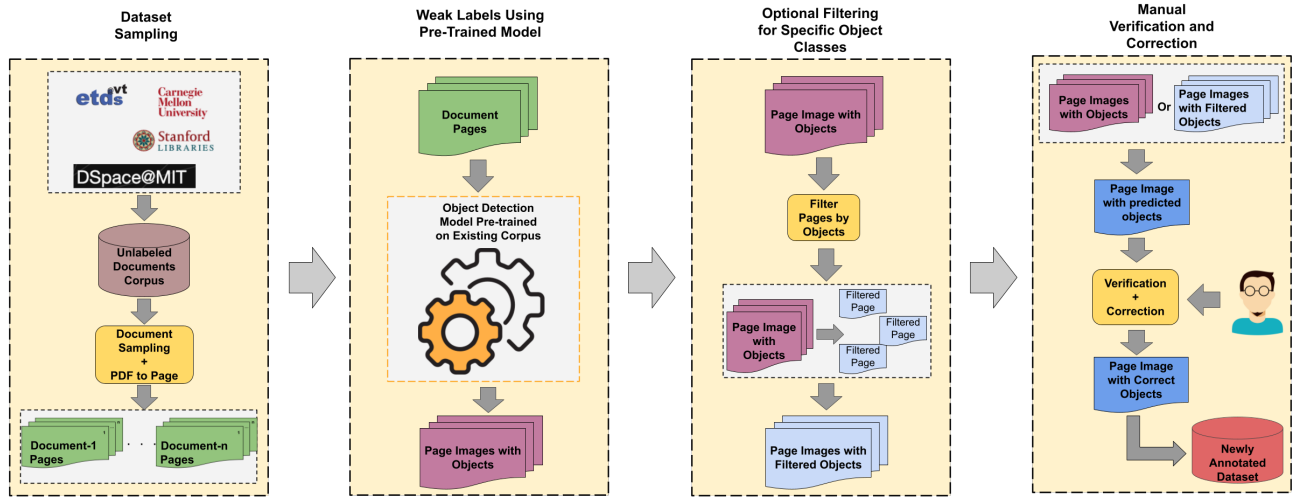 Dataset
Sampling
etds
vt
Carnegie
Mellon
University
Stanford
LIBRARIES
DSpace@MIT
Unlabeled
Documents
Corpus
Document
Sampling
+
PDF to Page
Document-1
Pages
1
n
. . .
Document-n
Pages
1
n
Weak Labels Using
Pre-Trained Model
Document
Pages
Object Detection
Model Pre-trained
on Existing Corpus
Page Images with
Objects
Optional Filtering
for Specific Object
Classes
Page Image with
Objects
Filter
Pages by
Objects
Page Image
with
Objects
Filtered
Page
Filtered
Page
Filtered
Page
Page Images with
Filtered Objects
Manual
Verification and
Correction
Page Images
with Objects
Or
Page Images
with Filtered
Objects
Page Image
with predicted
objects
Verification
+
Correction
Page Image
with Correct
Objects
Newly
Annotated
Dataset